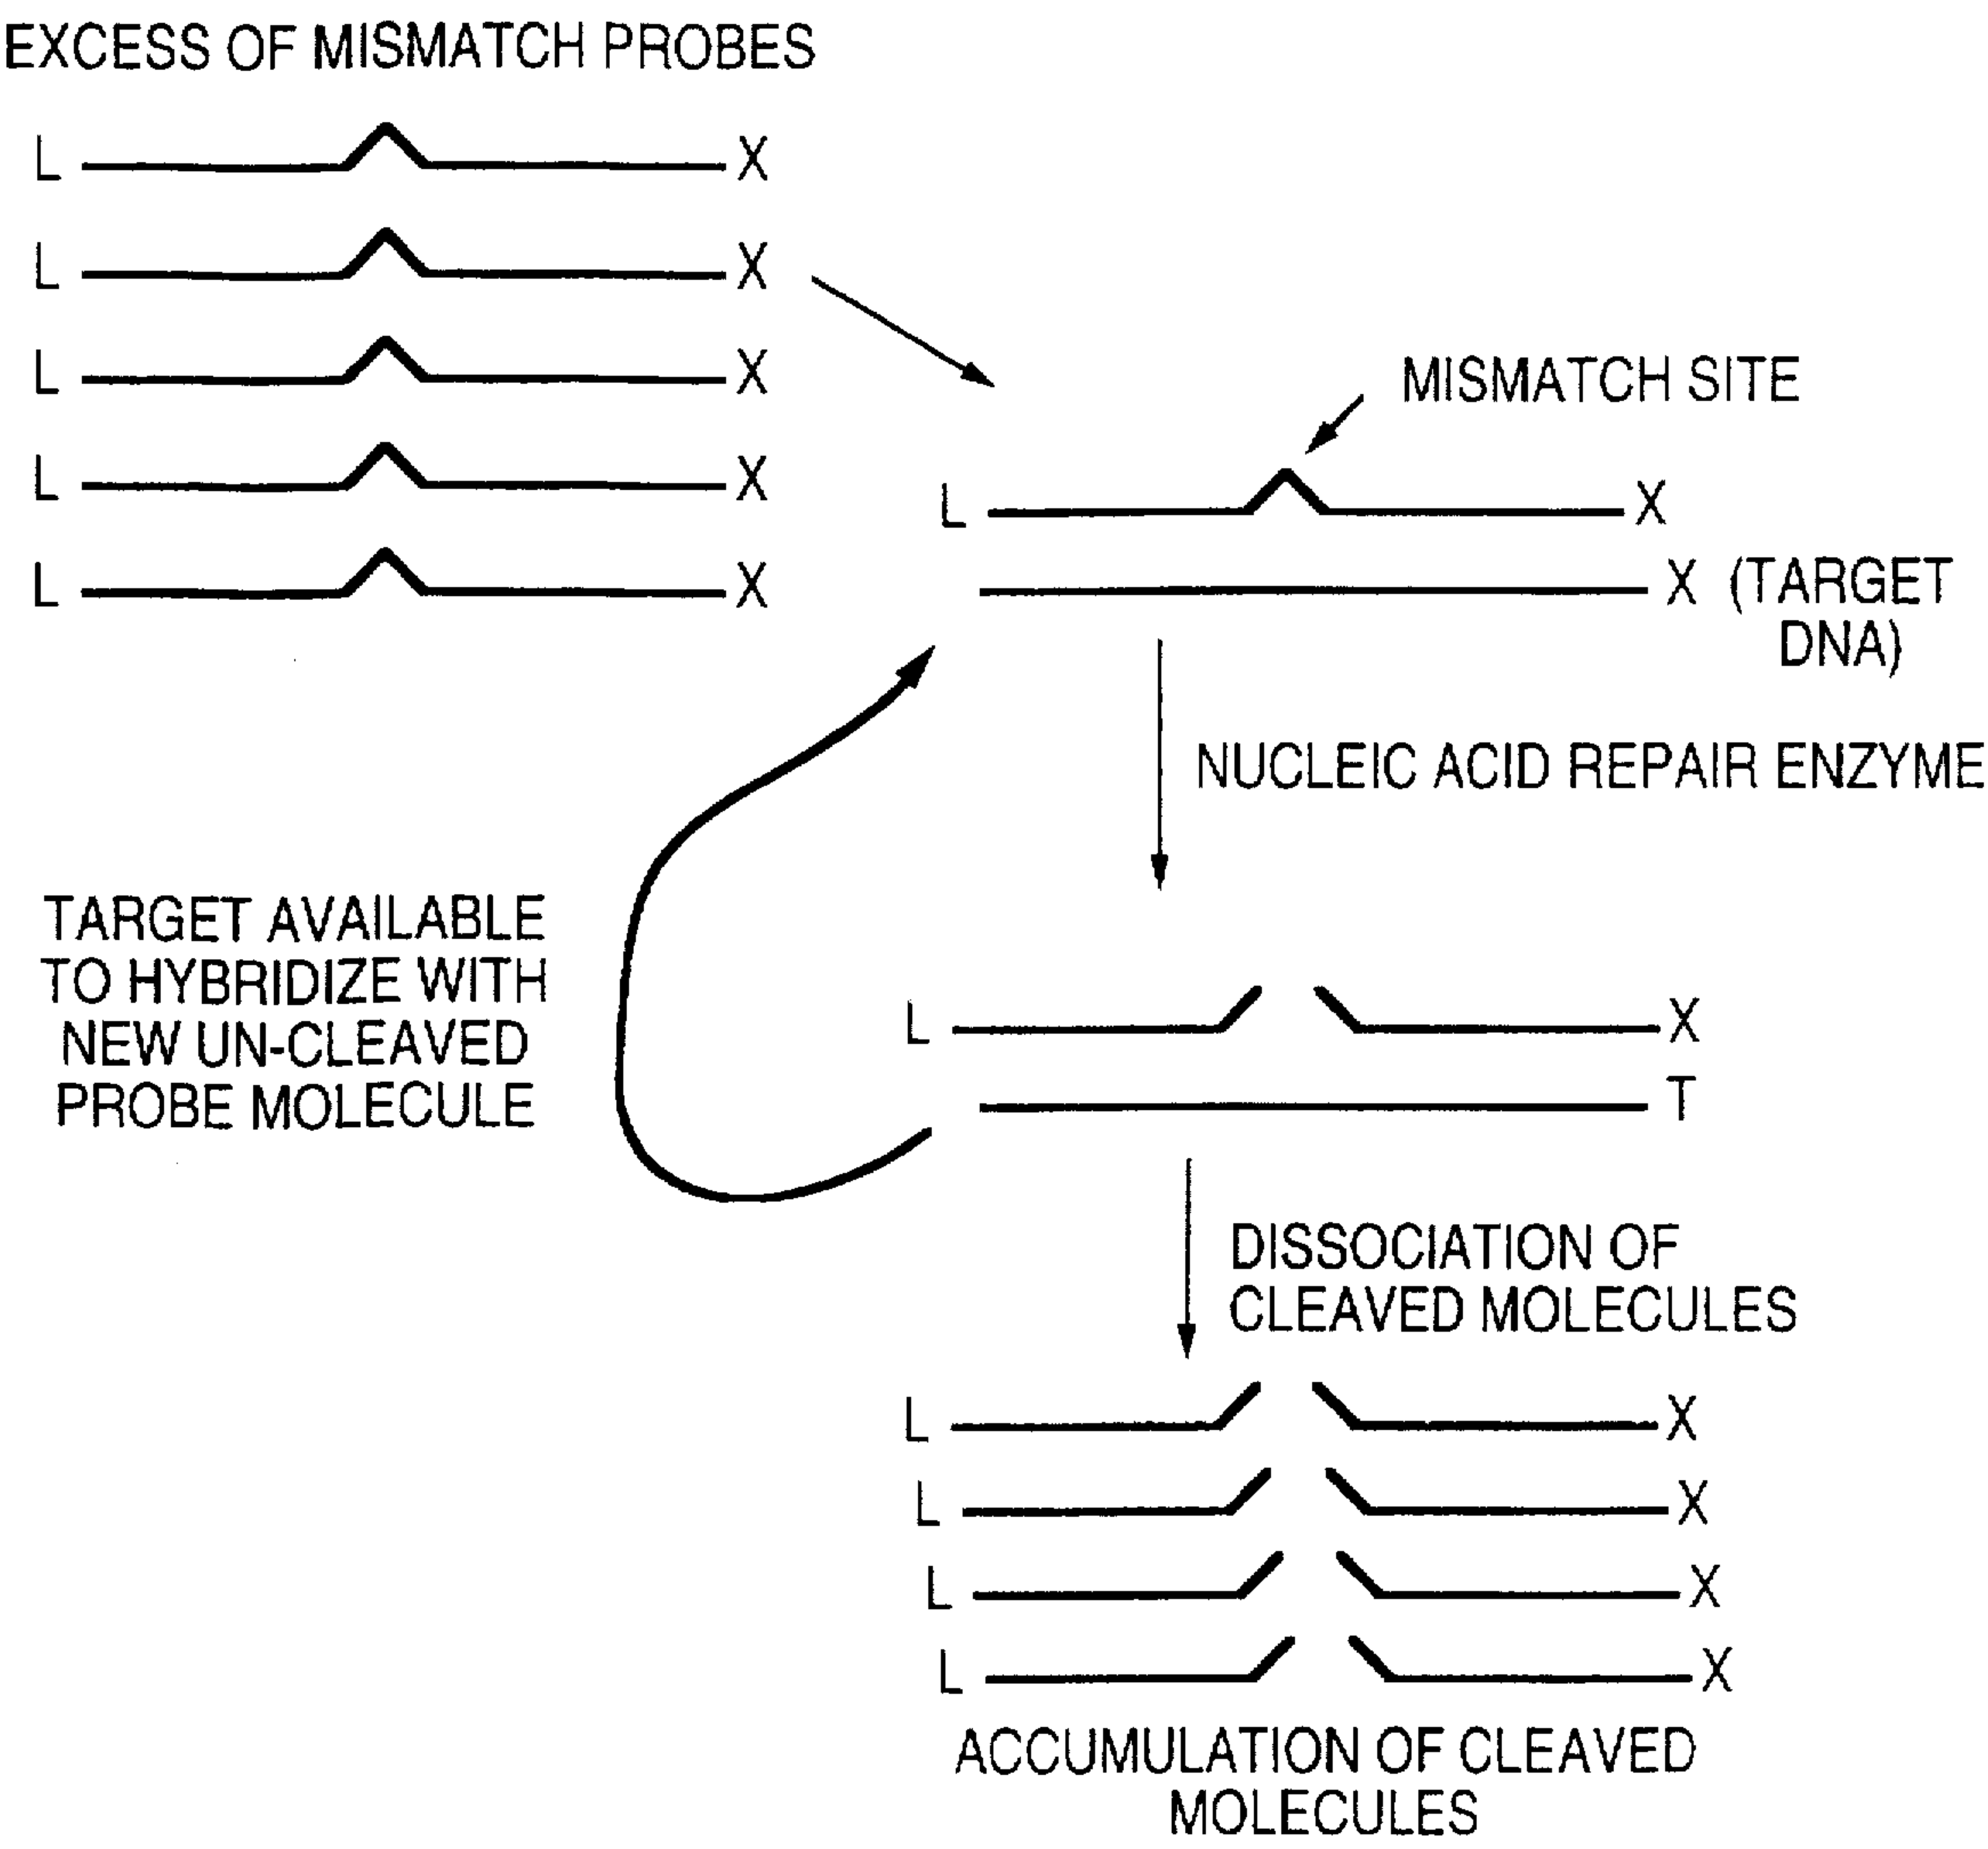 EXCESS OF MISMATCH PROBES
L X
L X
L X
L X
L X
MISMATCH SITE
L X
X (TARGET
DNA)
NUCLEIC ACID REPAIR ENZYME
TARGET AVAILABLE
TO HYBRIDIZE WITH
NEW UN-CLEAVED
PROBE MOLECULE
L X
T
DISSOCIATION OF
CLEAVED MOLECULES
L X
L X
L X
L X
ACCUMULATION OF CLEAVED
MOLECULES